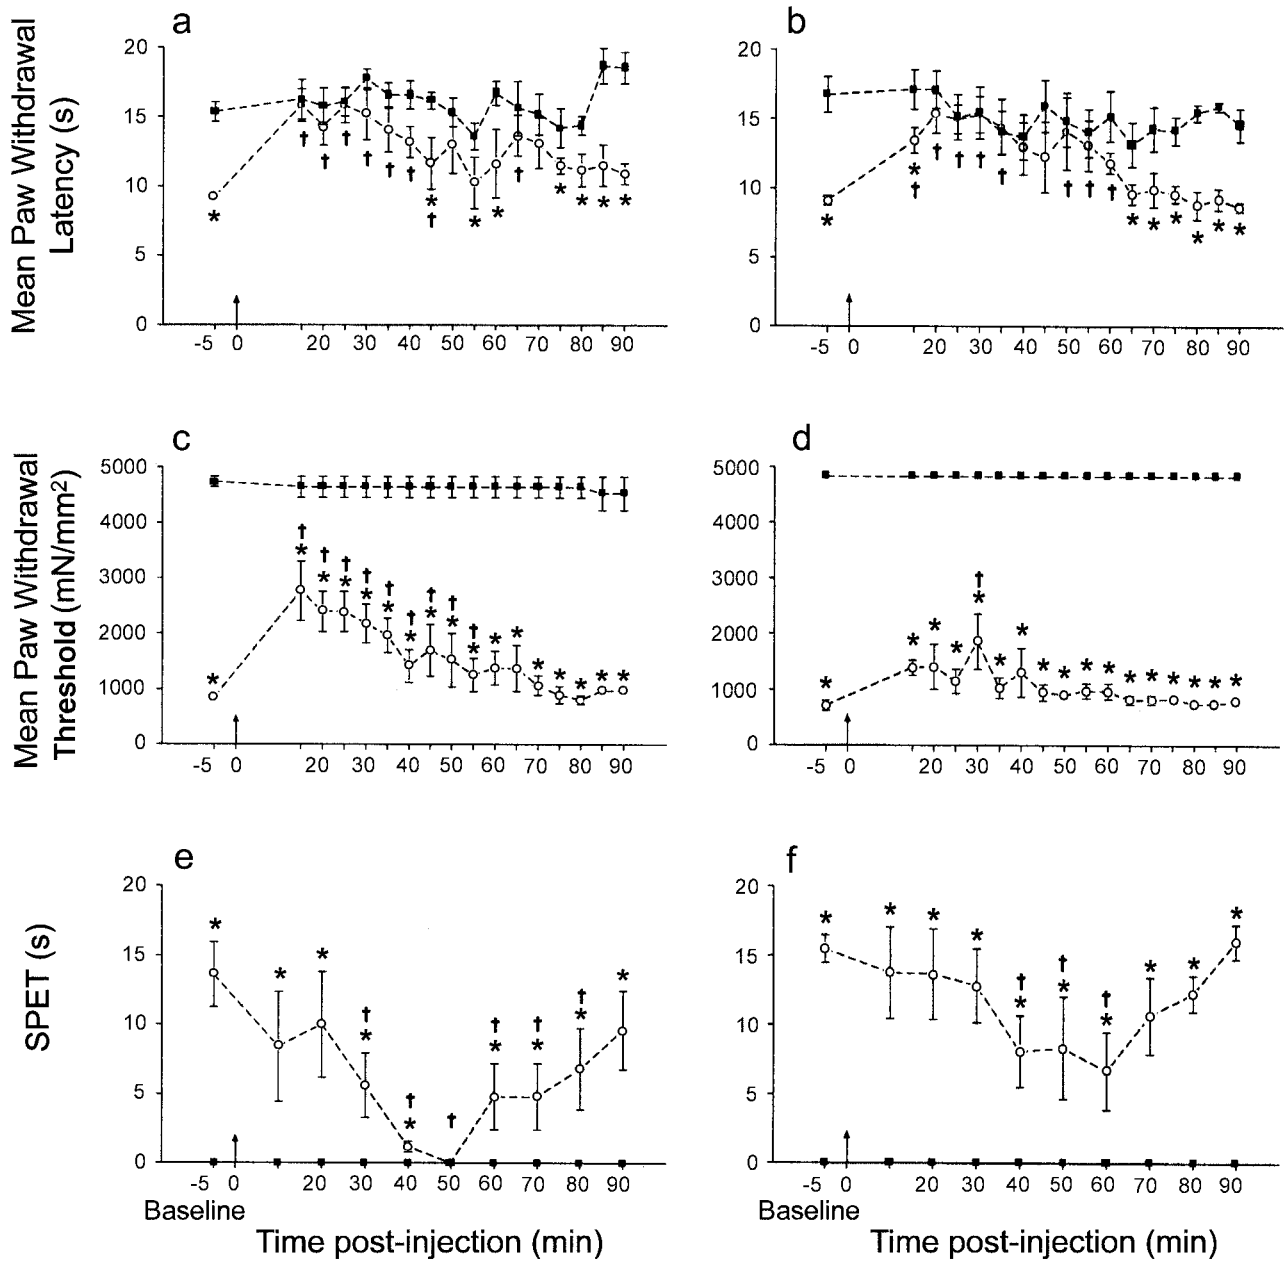 a
b
Mean Paw Withdrawal
Latency (s)
20
15
10
5
0
-5 0 20 30 40 50 60 70 80 90
20
15
10
5
0
-5 0 20 30 40 50 60 70 80 90
* † † † † † † * † * * † * * * *
* * † † † † † † † * * * * * *
c
d
Mean Paw Withdrawal
Threshold (mN/mm²)
5000
4000
3000
2000
1000
0
-5 0 20 30 40 50 60 70 80 90
5000
4000
3000
2000
1000
0
-5 0 20 30 40 50 60 70 80 90
† † † † † † † † †
* * * * * * * * * * * * * * * * *
†
* * * * * * * * * * * * * * * * *
e
f
SPET (s)
20
15
10
5
0
-5 0 20 30 40 50 60 70 80 90
Baseline
Time post-injection (min)
20
15
10
5
0
-5 0 20 30 40 50 60 70 80 90
Baseline
Time post-injection (min)
* * * † * † * † † * † * † * *
* * * * † * † * † * * * *